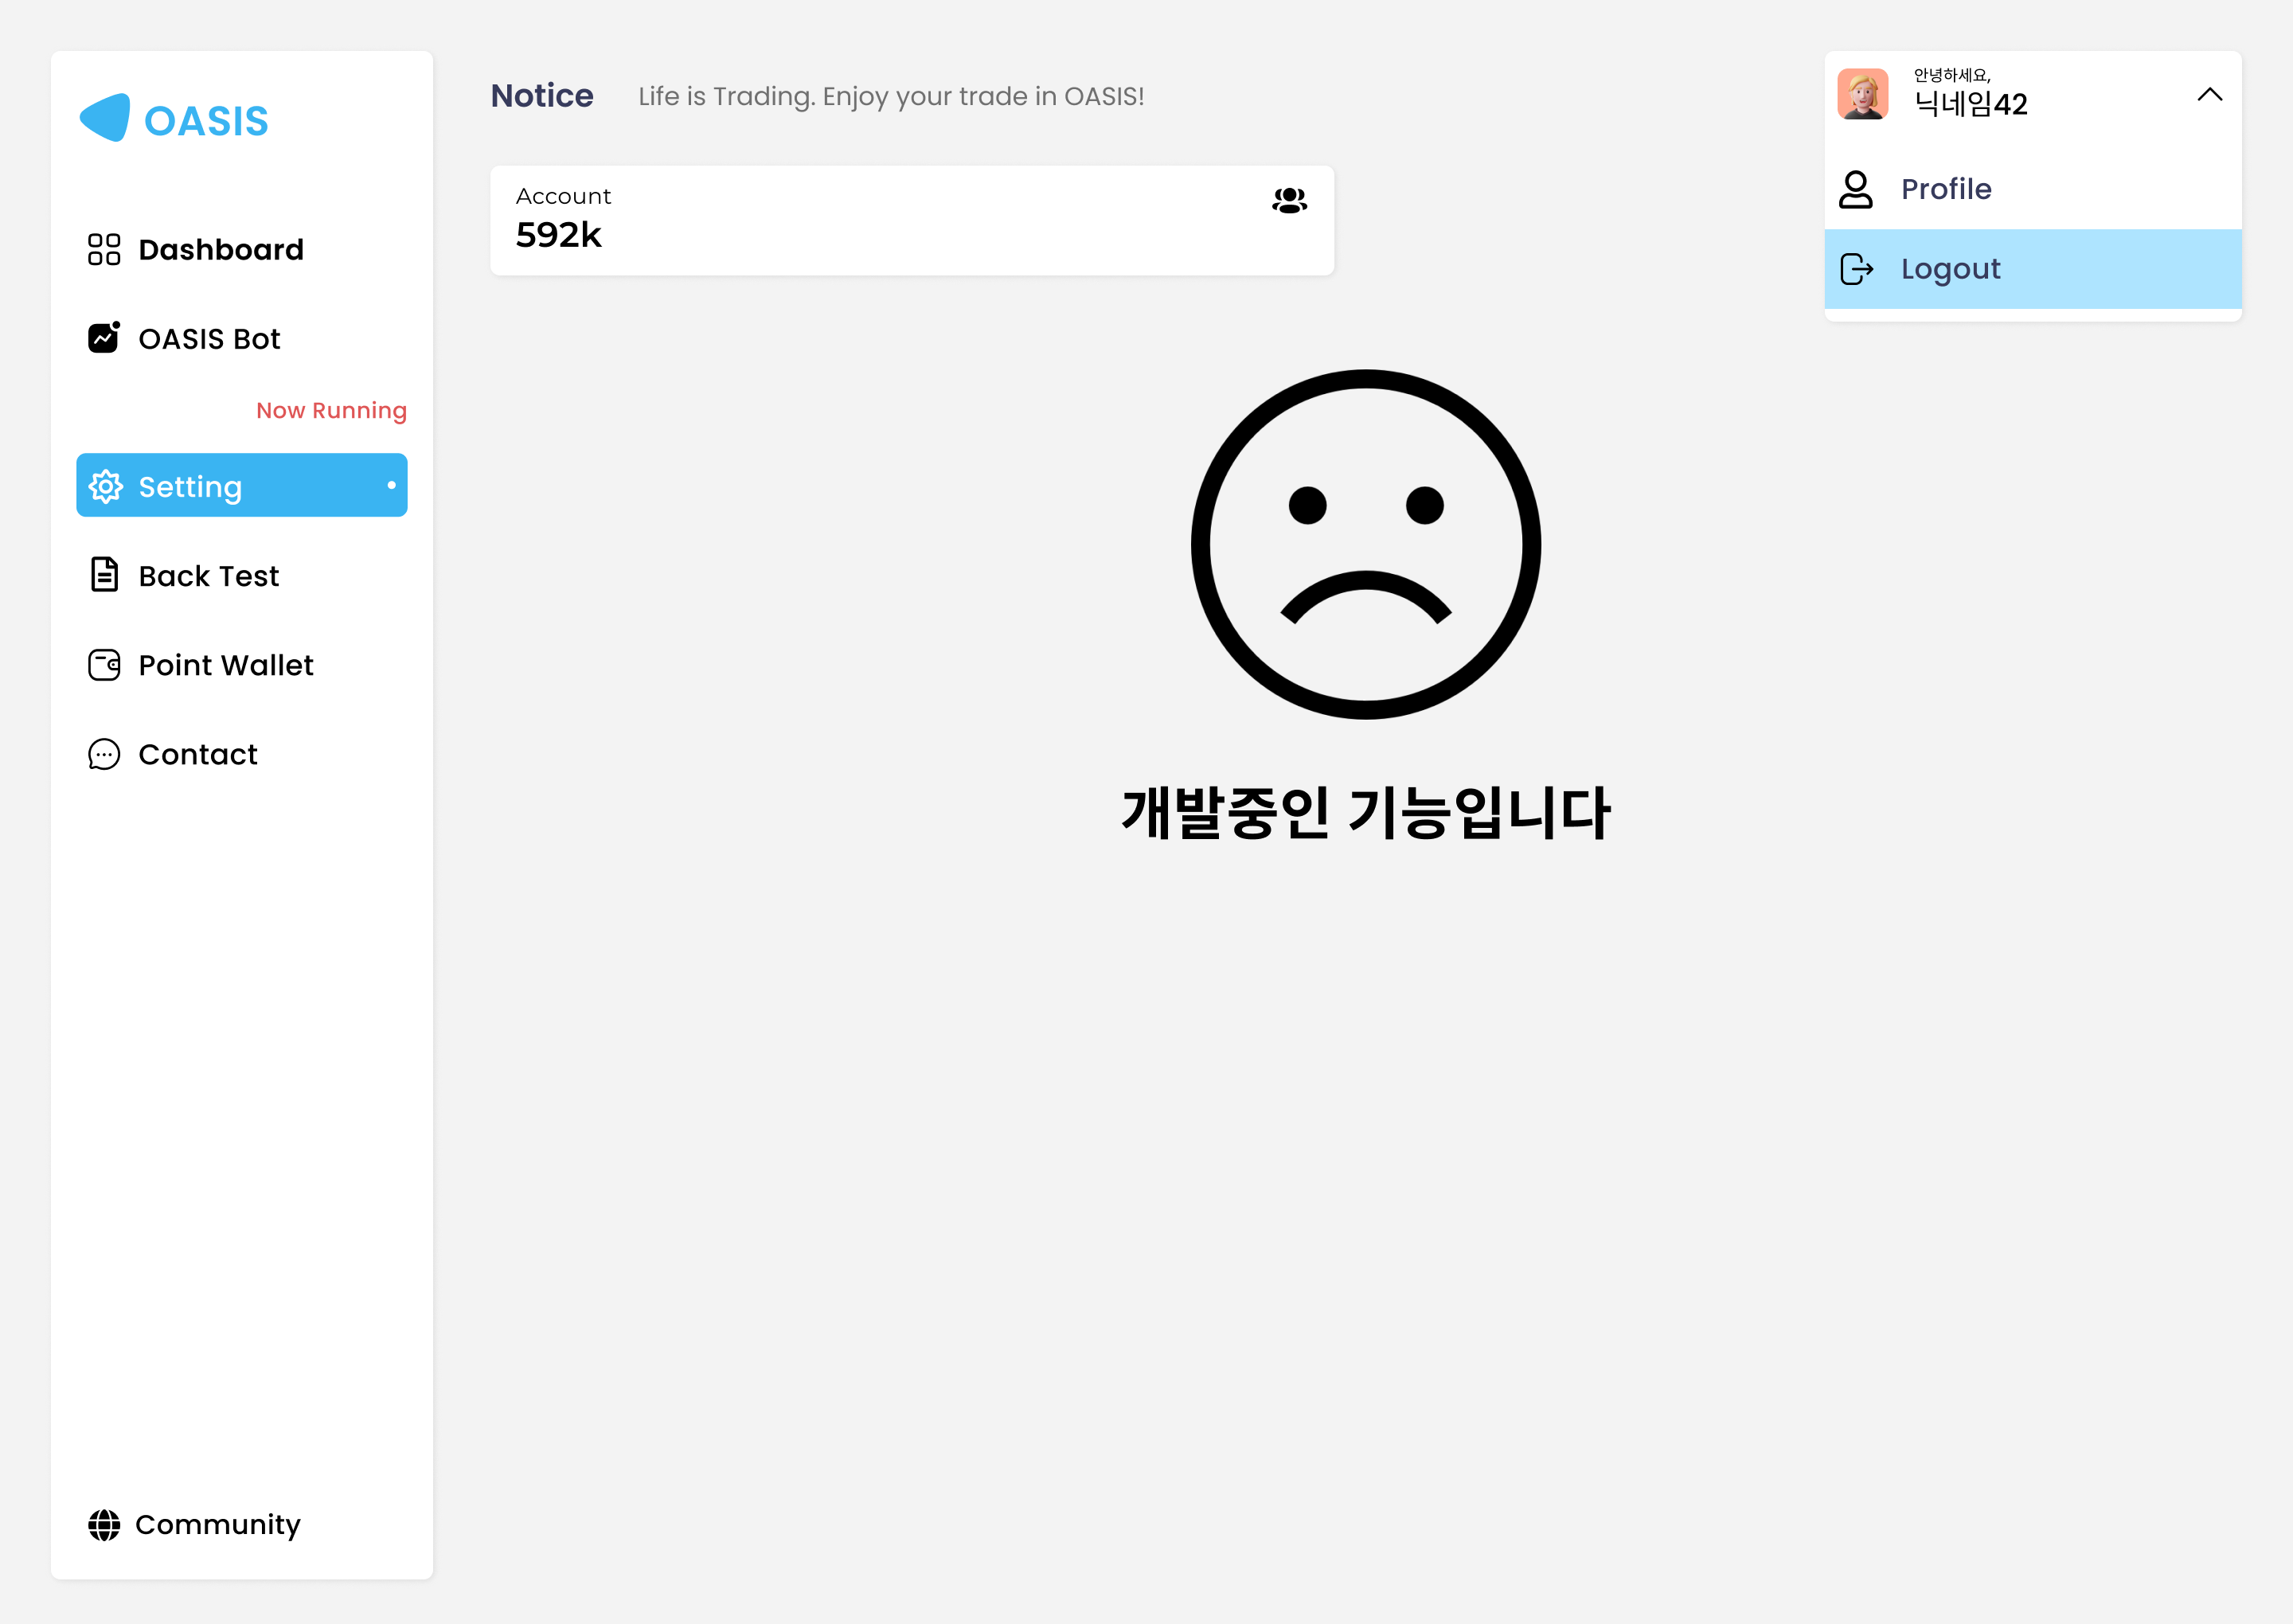 OASIS
Dashboard
OASIS Bot
Now Running
Setting
Back Test
Point Wallet
Contact
Community
Notice
Life is Trading. Enjoy your trade in OASIS!
Account
592k
개발중인 기능입니다
안녕하세요,
닉네임42
Profile
Logout